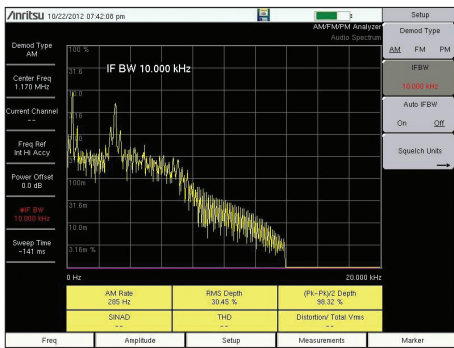 Anritsu 10/22/2012 07:42:08 pm
AM/FM/PM Analyzer
Audio Spectrum
Demod Type
AM
Center Freq
1.170 MHz
Current Channel
--
Freq Ref
Int Hi Accy
Power Offset
0.0 dB
*IF BW
10.000 kHz
Sweep Time
~141 ms
100 %
31.6
IF BW 10.000 kHz
100m
31.6m
10.0m
3.16m %
0 Hz
20.000 kHz
AM Rate
285 Hz
RMS Depth
30.45 %
(Pk-Pk)/2 Depth
98.32 %
SINAD
--
THD
--
Distortion/ Total Vrms
--
Setup
Demod Type
AM FM PM
IFBW
10.000 kHz
Auto IFBW
On Off
Squelch Units
Freq
Amplitude
Setup
Measurements
Marker